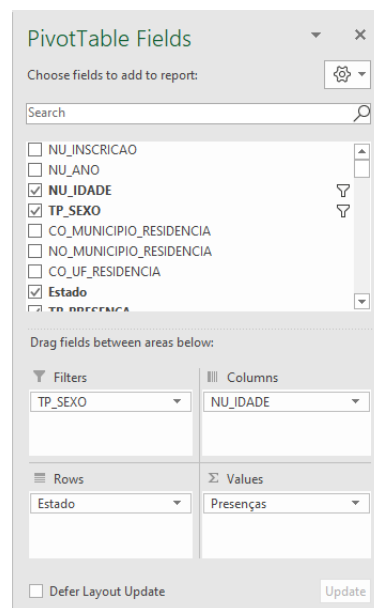 PivotTable Fields
Choose fields to add to report:
Search
NU_INSCRICAO
NU_ANO
NU_IDADE
TP_SEXO
CO_MUNICIPIO_RESIDENCIA
NO_MUNICIPIO_RESIDENCIA
CO_UF_RESIDENCIA
Estado
TP_PRESENCA
Drag fields between areas below:
Filters
Columns
TP_SEXO
NU_IDADE
Rows
Σ Values
Estado
Presenças
Defer Layout Update
Update